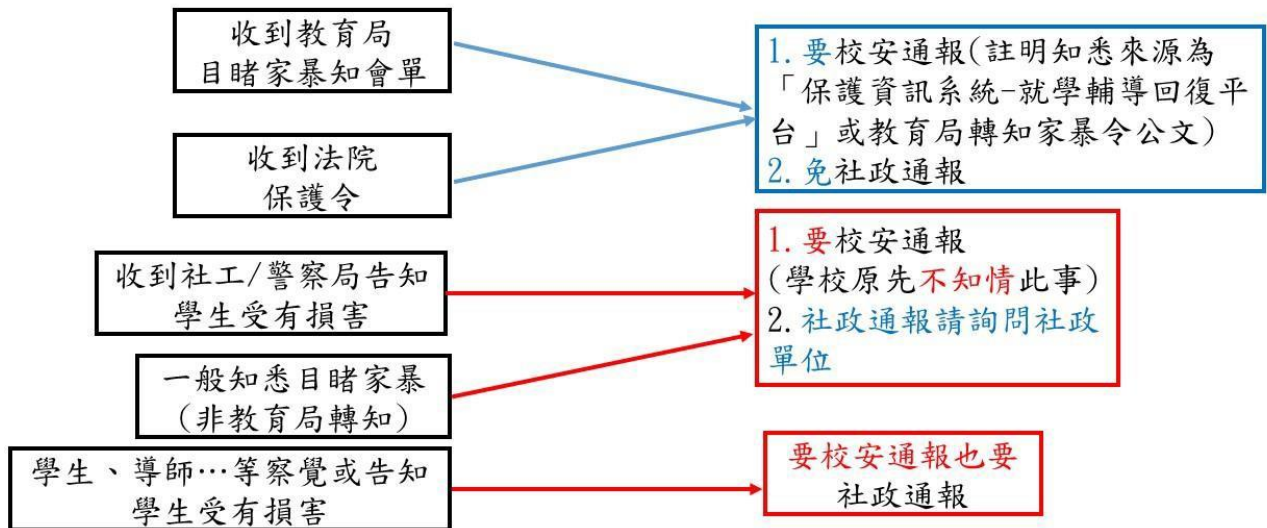 收到教育局
目睹家暴知會單
收到法院
保護令
收到社工/警察局告知
學生受有損害
一般知悉目睹家暴
(非教育局轉知)
學生、導師…等察覺或告知
學生受有損害
1. 要校安通報(註明知悉來源為
「保護資訊系統-就學輔導回復平
台」或教育局轉知家暴令公文)
2. 免社政通報
1. 要校安通報
(學校原先不知情此事)
2. 社政通報請詢問社政
單位
要校安通報也要
社政通報